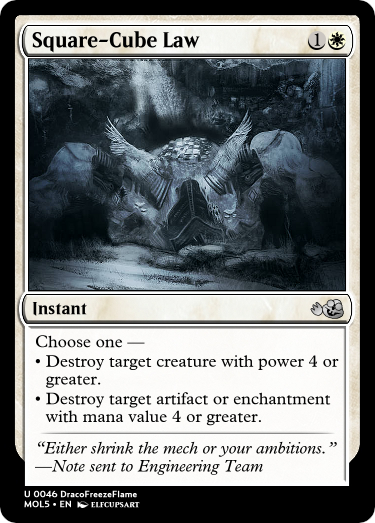 Square-Cube Law 1
Instant
Choose one —
• Destroy target creature with power 4 or
greater.
• Destroy target artifact or enchantment
with mana value 4 or greater.
“Either shrink the mech or your ambitions.”
—Note sent to Engineering Team
U 0046 DracoFreezeFlame
MOL5 • EN ELFCUPSART